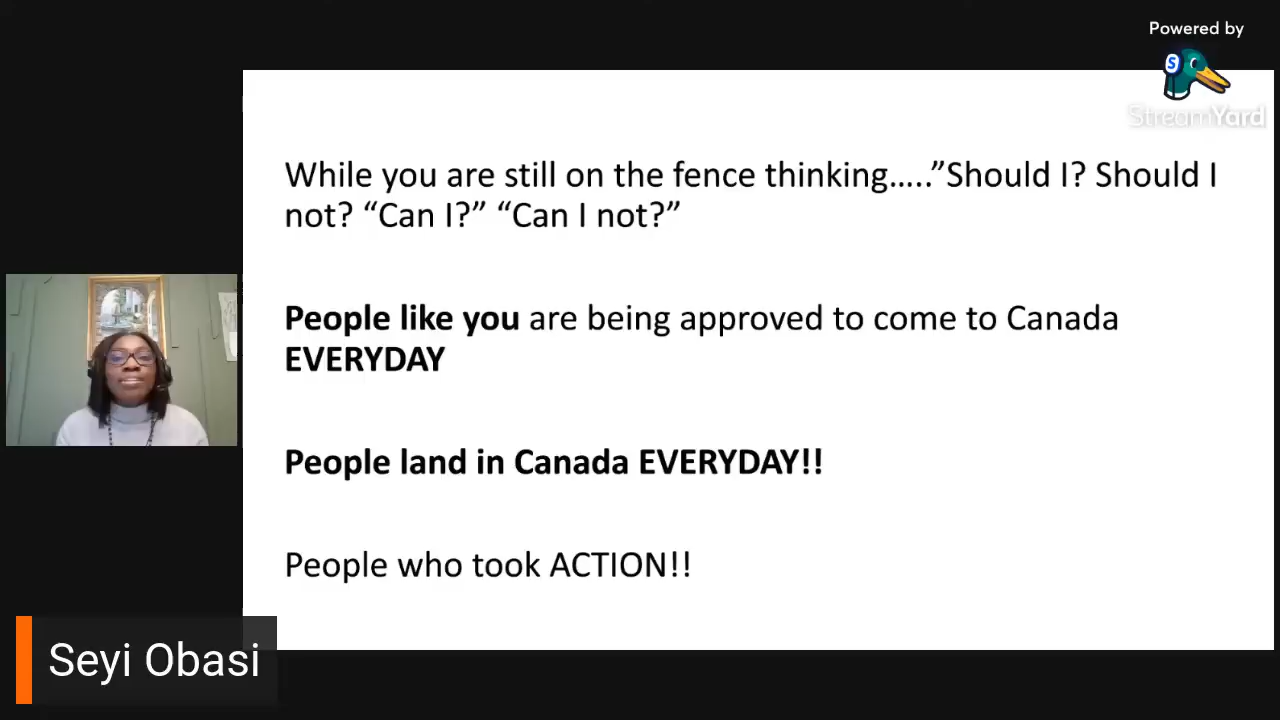 Powered by
StreamYard
While you are still on the fence thinking…..”Should I? Should I
not? “Can I?” “Can I not?”
People like you are being approved to come to Canada
EVERYDAY
People land in Canada EVERYDAY!!
People who took ACTION!!
Seyi Obasi